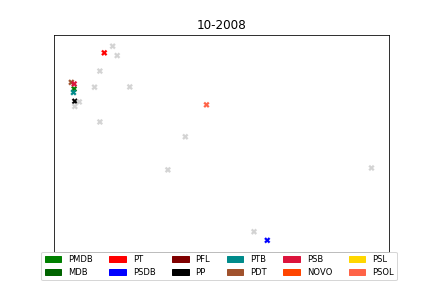 10-2008
PMDB PT PFL PTB PSB PSL
MDB PSDB PP PDT NOVO PSOL